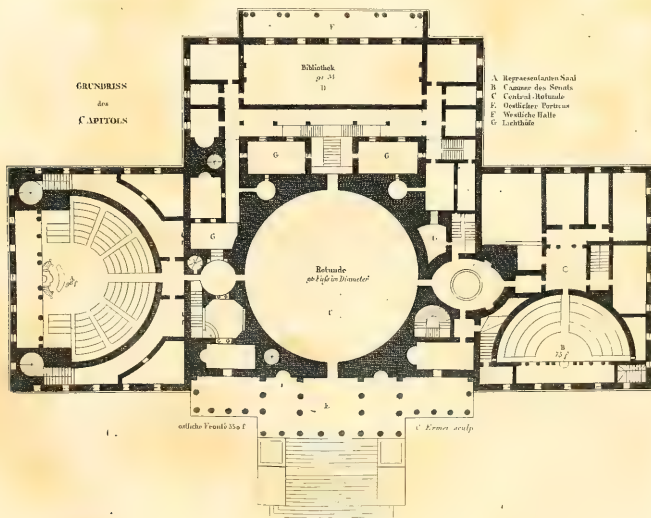 GRUNDRISS
des
CAPITOLS
A Repraesentanten Saal
B Cammer des Senats
C Central-Rotunde
E Oestlicher Porticus
F Westliche Halle
G Lichthöfe
Bibliothek
D
G
G
G
Rotunde
96 Fuſs im Diameter
C
B
75 f
östliche Fronte 350 f
C Ermer sculp